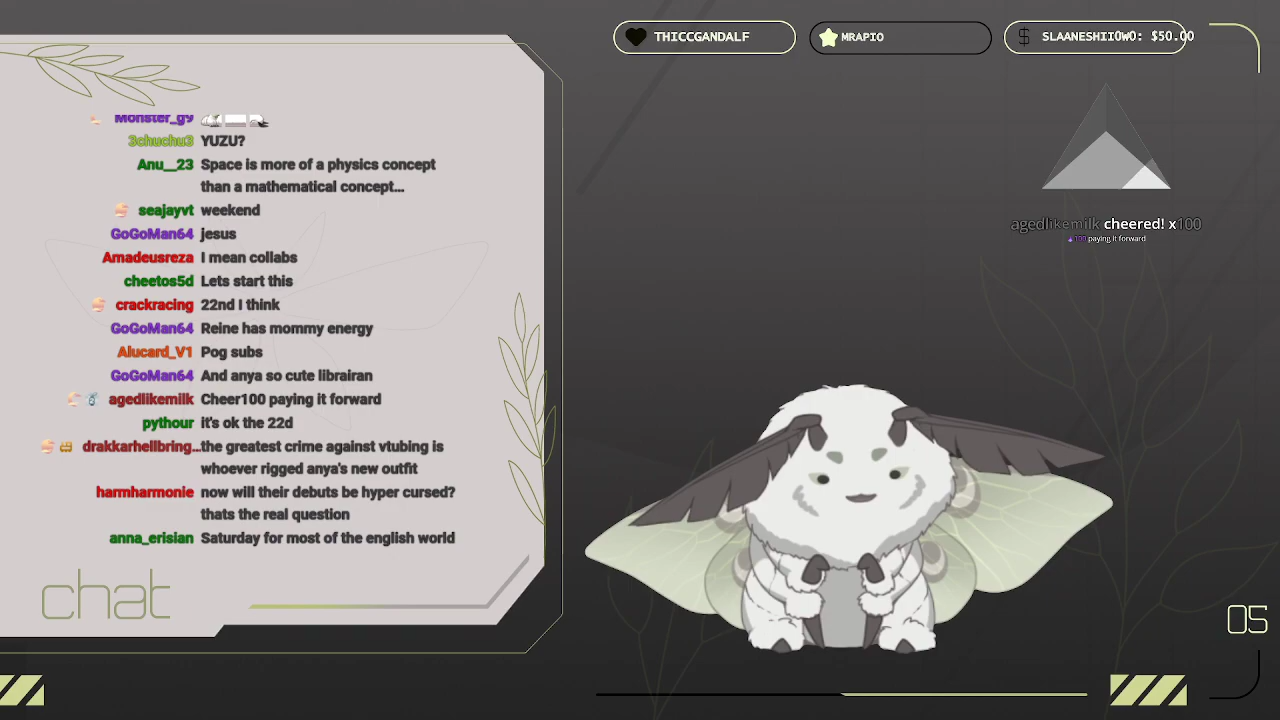 THICCGANDALF
MRAPIO
SLAANESHII0W0: $50.00
Monster_gy
3chuchu3 YUZU?
Anu__23 Space is more of a physics concept
than a mathematical concept...
seajayvt weekend
GoGoMan64 jesus
Amadeusreza I mean collabs
cheetos5d Lets start this
crackracing 22nd I think
GoGoMan64 Reine has mommy energy
Alucard_V1 Pog subs
GoGoMan64 And anya so cute librairan
agedlikemilk Cheer100 paying it forward
pythour it's ok the 22d
drakkarhellbring... the greatest crime against vtubing is
whoever rigged anya's new outfit
harmharmonie now will their debuts be hyper cursed?
thats the real question
anna_erisian Saturday for most of the english world
chat
agedlikemilk cheered! x100
100 paying it forward
05